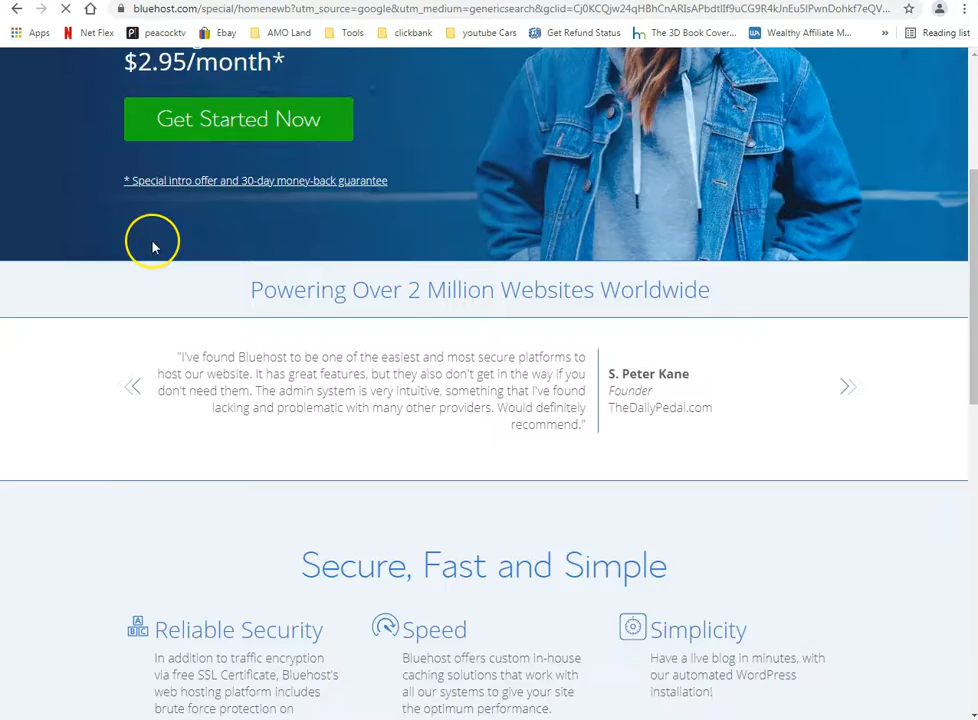 bluehost.com/special/homenewb?utm_source=google&utm_medium=genericsearch&gclid=Cj0KCQjw24qHBhCnARIsAPbdtlIf9uCG9R4kJnEu5IPwnDohkf7eQV...
Apps Net Flex peacocktv Ebay AMO Land Tools clickbank youtube Cars Get Refund Status The 3D Book Cover... Wealthy Affiliate M... » Reading list
$2.95/month*
Get Started Now
* Special intro offer and 30-day money-back guarantee
Powering Over 2 Million Websites Worldwide
"I've found Bluehost to be one of the easiest and most secure platforms to
host our website. It has great features, but they also don't get in the way if you
don't need them. The admin system is very intuitive, something that I've found
lacking and problematic with many other providers. Would definitely
recommend."
S. Peter Kane
Founder
TheDailyPedal.com
Secure, Fast and Simple
Reliable Security
In addition to traffic encryption
via free SSL Certificate, Bluehost's
web hosting platform includes
brute force protection on
Speed
Bluehost offers custom in-house
caching solutions that work with
all our systems to give your site
the optimum performance.
Simplicity
Have a live blog in minutes, with
our automated WordPress
installation!